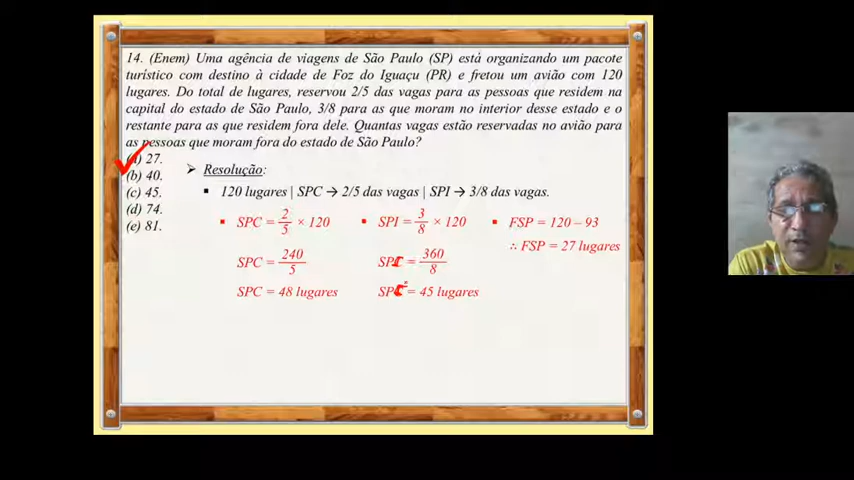 14. (Enem) Uma agência de viagens de São Paulo (SP) está organizando um pacote
turístico com destino à cidade de Foz do Iguaçu (PR) e fretou um avião com 120
lugares. Do total de lugares, reservou 2/5 das vagas para as pessoas que residem na
capital do estado de São Paulo, 3/8 para as que moram no interior desse estado e o
restante para as que residem fora dele. Quantas vagas estão reservadas no avião para
as pessoas que moram fora do estado de São Paulo?
(a) 27.
(b) 40.
(c) 45.
(d) 74.
(e) 81.
➢ Resolução:
▪ 120 lugares | SPC → 2/5 das vagas | SPI → 3/8 das vagas.
▪ SPC = 2/5 × 120
SPC = 240/5
SPC = 48 lugares
▪ SPI = 3/8 × 120
SPI = 360/8
SPI = 45 lugares
▪ FSP = 120 – 93
∴ FSP = 27 lugares